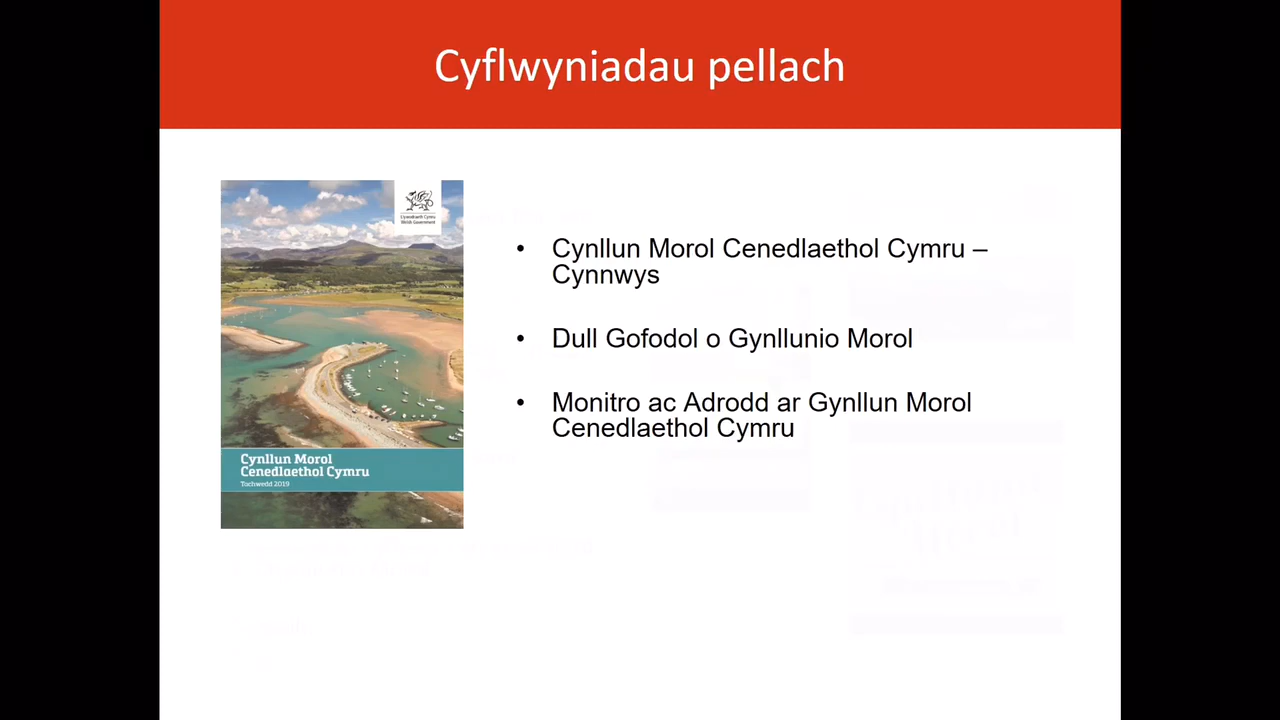 Cyflwyniadau pellach
Llywodraeth Cymru
Welsh Government
Cynllun Morol
Cenedlaethol Cymru
Tachwedd 2019
• Cynllun Morol Cenedlaethol Cymru –
Cynnwys
• Dull Gofodol o Gynllunio Morol
• Monitro ac Adrodd ar Gynllun Morol
Cenedlaethol Cymru